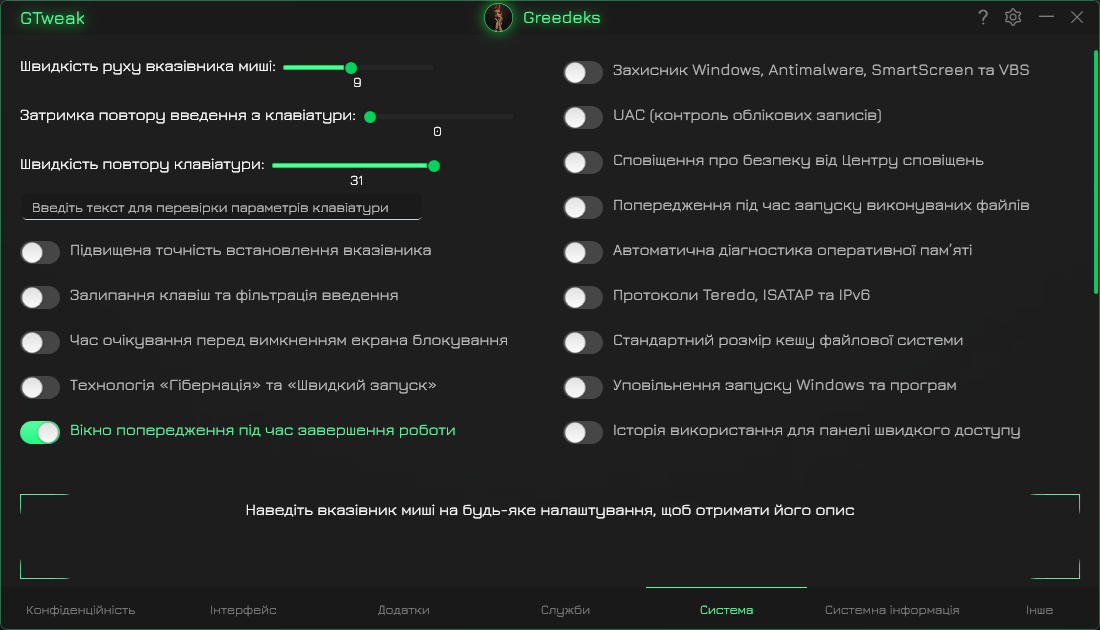 GTweak
Greedeks
?
Швидкість руху вказівника миші:
9
Затримка повтору введення з клавіатури:
0
Швидкість повтору клавіатури:
31
Введіть текст для перевірки параметрів клавіатури
Підвищена точність встановлення вказівника
Залипання клавіш та фільтрація введення
Час очікування перед вимкненням екрана блокування
Технологія «Гібернація» та «Швидкий запуск»
Вікно попередження під час завершення роботи
Захисник Windows, Antimalware, SmartScreen та VBS
UAC (контроль облікових записів)
Сповіщення про безпеку від Центру сповіщень
Попередження під час запуску виконуваних файлів
Автоматична діагностика оперативної пам’яті
Протоколи Teredo, ISATAP та IPv6
Стандартний розмір кешу файлової системи
Уповільнення запуску Windows та програм
Історія використання для панелі швидкого доступу
Наведіть вказівник миші на будь-яке налаштування, щоб отримати його опис
Конфіденційність
Інтерфейс
Додатки
Служби
Система
Системна інформація
Інше